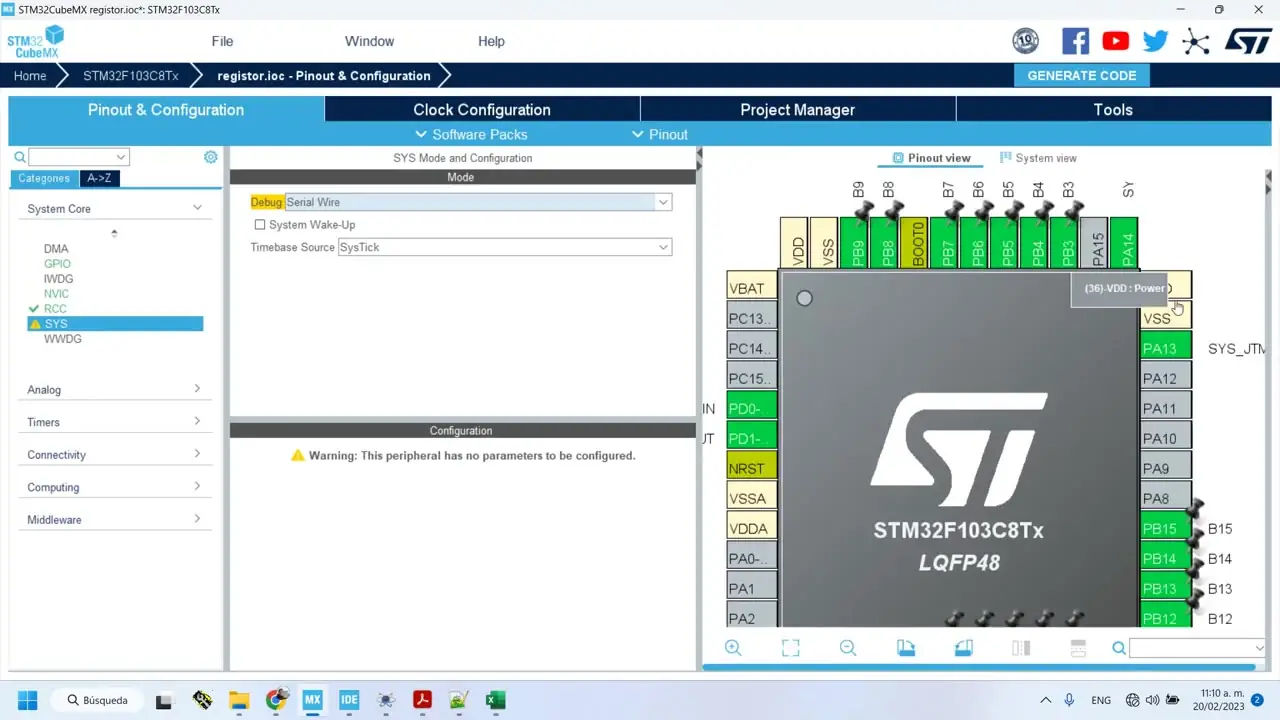 STM32CubeMX registor.ioc*: STM32F103C8Tx
STM32
CubeMX
File
Window
Help
10
Home
STM32F103C8Tx
registor.ioc - Pinout & Configuration
GENERATE CODE
Pinout & Configuration
Clock Configuration
Project Manager
Tools
Software Packs
Pinout
Categories
A->Z
System Core
DMA
GPIO
IWDG
NVIC
RCC
SYS
WWDG
Analog
Timers
Connectivity
Computing
Middleware
SYS Mode and Configuration
Mode
Debug Serial Wire
System Wake-Up
Timebase Source SysTick
Configuration
Warning: This peripheral has no parameters to be configured.
Pinout view
System view
B9
B8
B7
B6
B5
B4
B3
SY
VDD
VSS
PB9
PB8
BOOT0
PB7
PB6
PB5
PB4
PB3
PA15
PA14
VBAT
PC13..
PC14..
PC15..
IN PD0-..
UT PD1-..
NRST
VSSA
VDDA
PA0-..
PA1
PA2
(36)-VDD : Power
VSS
PA13 SYS_JTM
PA12
PA11
PA10
PA9
PA8
PB15 B15
PB14 B14
PB13 B13
PB12 B12
STM32F103C8Tx
LQFP48
MX
IDE
Búsqueda
ENG
11:10 a. m.
20/02/2023
2